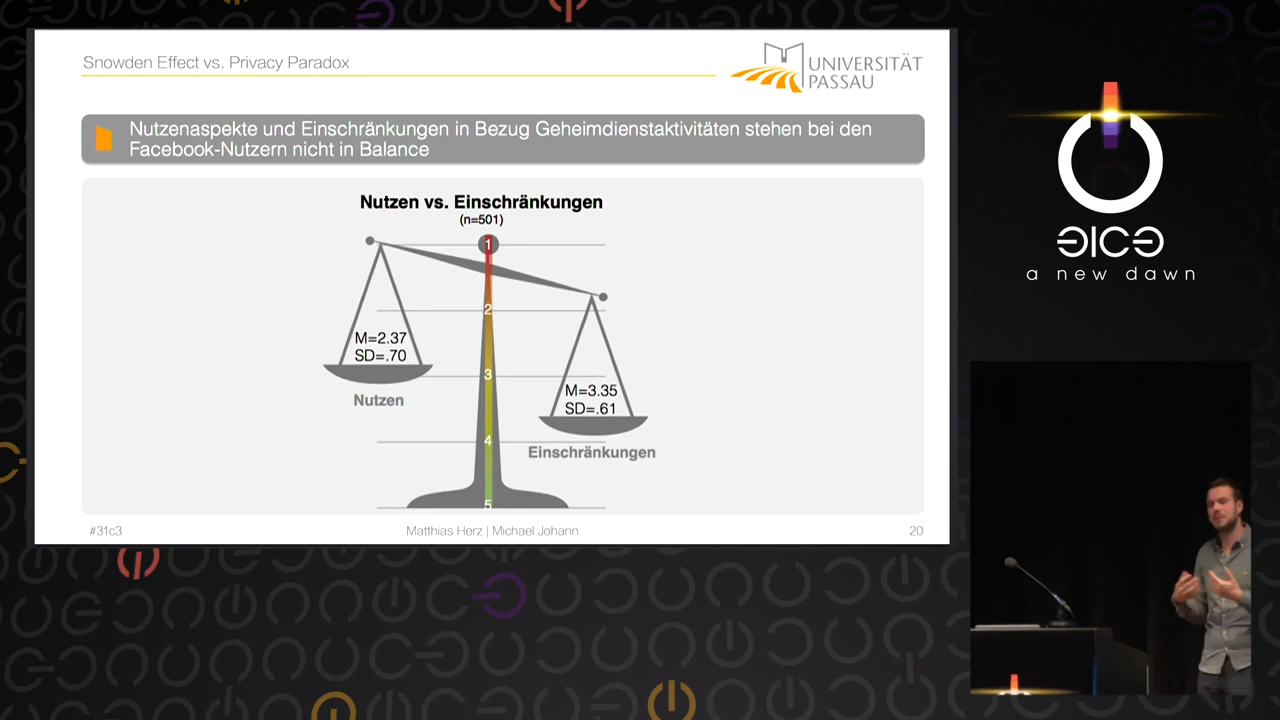 Snowden Effect vs. Privacy Paradox
UNIVERSITÄT
PASSAU
Nutzenaspekte und Einschränkungen in Bezug Geheimdienstaktivitäten stehen bei den
Facebook-Nutzern nicht in Balance
Nutzen vs. Einschränkungen
(n=501)
1
2
M=2.37
SD=.70
3
Nutzen
M=3.35
SD=.61
4
Einschränkungen
5
#31c3
Matthias Herz | Michael Johann
20
a new dawn